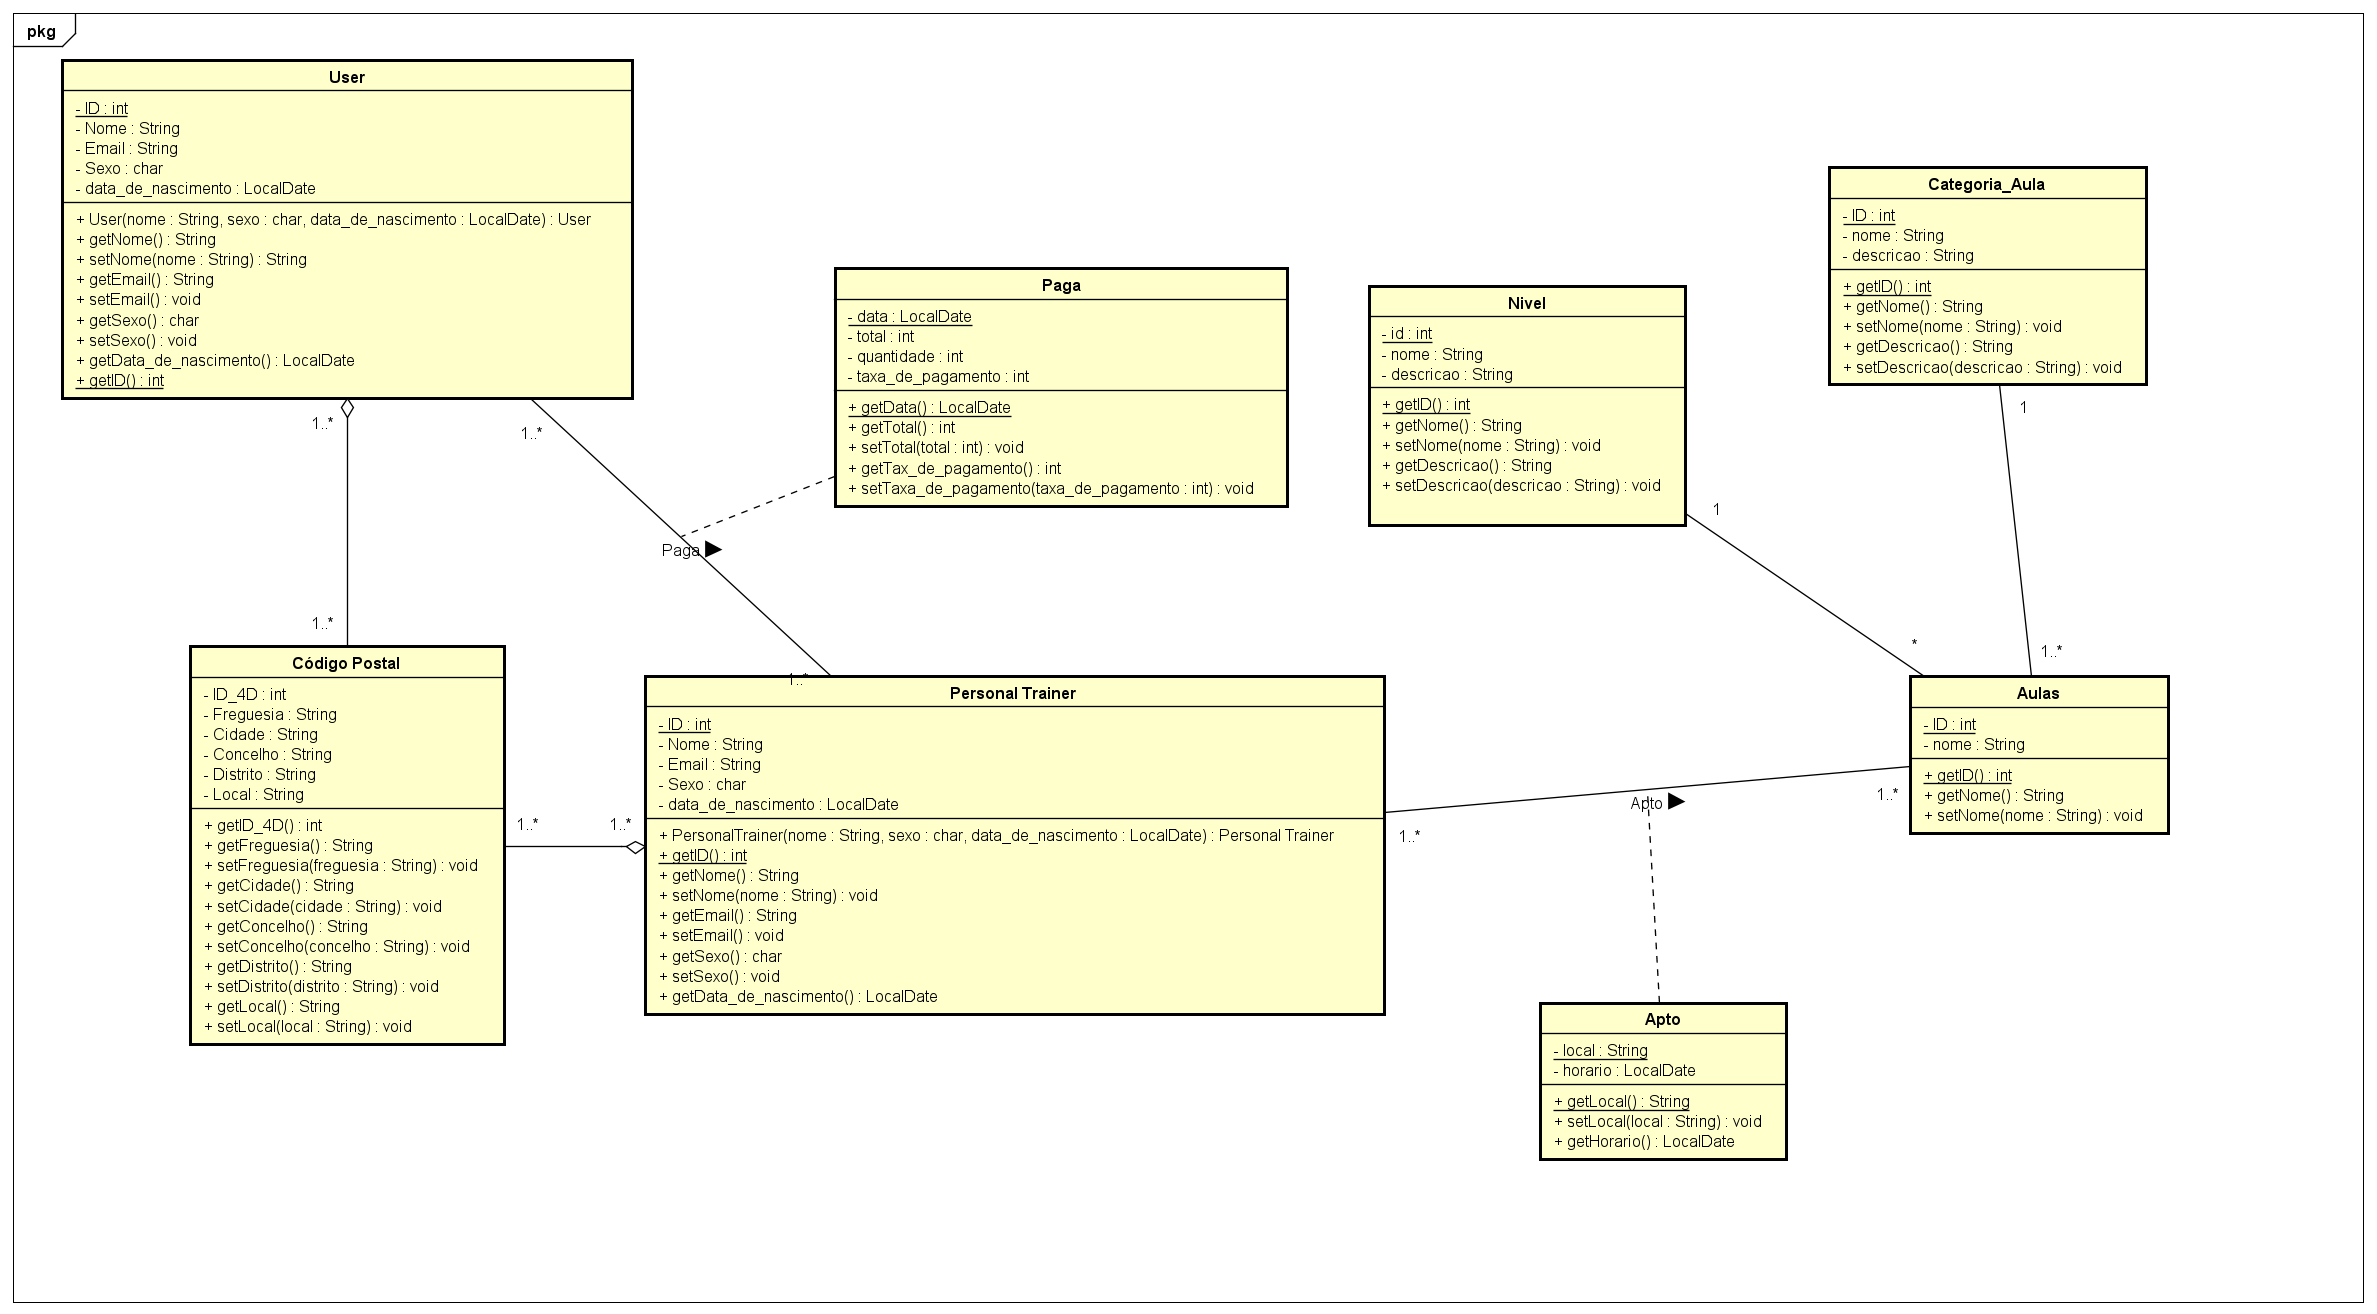 pkg
User
- ID : int
- Nome : String
- Email : String
- Sexo : char
- data_de_nascimento : LocalDate
+ User(nome : String, sexo : char, data_de_nascimento : LocalDate) : User
+ getNome() : String
+ setNome(nome : String) : String
+ getEmail() : String
+ setEmail() : void
+ getSexo() : char
+ setSexo() : void
+ getData_de_nascimento() : LocalDate
+ getID() : int
1..*
1..*
1..*
Paga
- data : LocalDate
- total : int
- quantidade : int
- taxa_de_pagamento : int
+ getData() : LocalDate
+ getTotal() : int
+ setTotal(total : int) : void
+ getTax_de_pagamento() : int
+ setTaxa_de_pagamento(taxa_de_pagamento : int) : void
Paga
1..*
Nivel
- id : int
- nome : String
- descricao : String
+ getID() : int
+ getNome() : String
+ setNome(nome : String) : void
+ getDescricao() : String
+ setDescricao(descricao : String) : void
1
*
Categoria_Aula
- ID : int
- nome : String
- descricao : String
+ getID() : int
+ getNome() : String
+ setNome(nome : String) : void
+ getDescricao() : String
+ setDescricao(descricao : String) : void
1
1..*
Código Postal
- ID_4D : int
- Freguesia : String
- Cidade : String
- Concelho : String
- Distrito : String
- Local : String
+ getID_4D() : int
+ getFreguesia() : String
+ setFreguesia(freguesia : String) : void
+ getCidade() : String
+ setCidade(cidade : String) : void
+ getConcelho() : String
+ setConcelho(concelho : String) : void
+ getDistrito() : String
+ setDistrito(distrito : String) : void
+ getLocal() : String
+ setLocal(local : String) : void
1..*
1..*
Personal Trainer
- ID : int
- Nome : String
- Email : String
- Sexo : char
- data_de_nascimento : LocalDate
+ PersonalTrainer(nome : String, sexo : char, data_de_nascimento : LocalDate) : Personal Trainer
+ getID() : int
+ getNome() : String
+ setNome(nome : String) : void
+ getEmail() : String
+ setEmail() : void
+ getSexo() : char
+ setSexo() : void
+ getData_de_nascimento() : LocalDate
1..*
Apto
1..*
Aulas
- ID : int
- nome : String
+ getID() : int
+ getNome() : String
+ setNome(nome : String) : void
Apto
- local : String
- horario : LocalDate
+ getLocal() : String
+ setLocal(local : String) : void
+ getHorario() : LocalDate